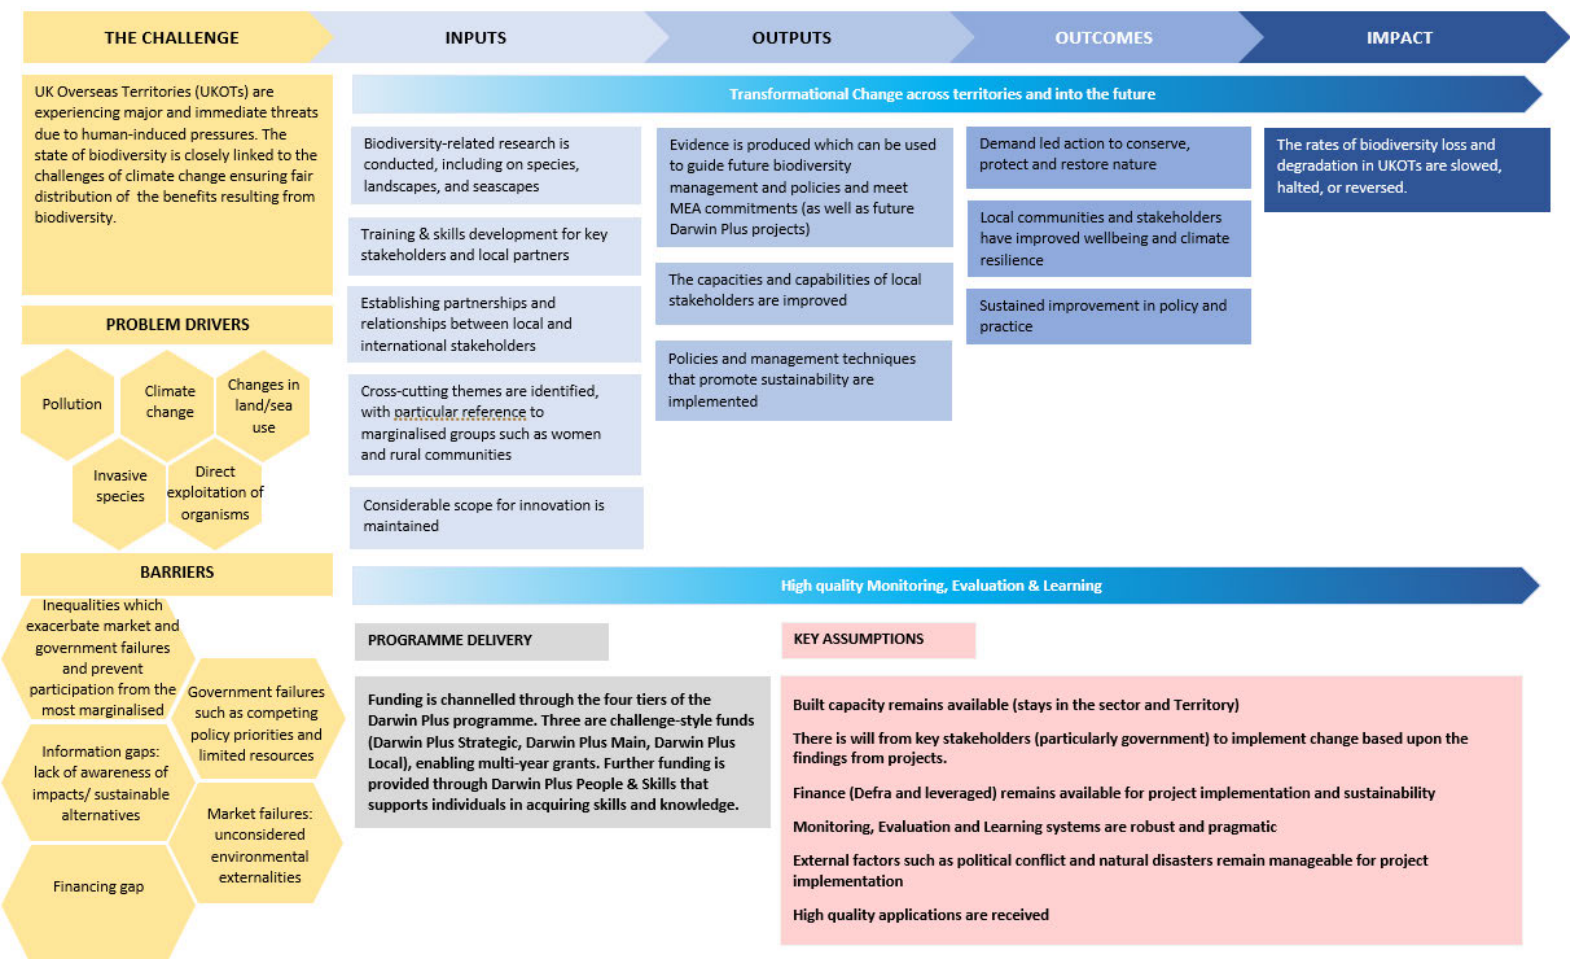 THE CHALLENGE
INPUTS
OUTPUTS
OUTCOMES
IMPACT
UK Overseas Territories (UKOTs) are
experiencing major and immediate threats
due to human-induced pressures. The
state of biodiversity is closely linked to the
challenges of climate change ensuring fair
distribution of the benefits resulting from
biodiversity.
PROBLEM DRIVERS
Pollution
Climate
change
Changes in
land/sea
use
Invasive
species
Direct
exploitation of
organisms
BARRIERS
Inequalities which
exacerbate market and
government failures
and prevent
participation from the
most marginalised
Government failures
such as competing
policy priorities and
limited resources
Information gaps:
lack of awareness of
impacts/ sustainable
alternatives
Market failures:
unconsidered
environmental
externalities
Financing gap
Transformational Change across territories and into the future
Biodiversity-related research is
conducted, including on species,
landscapes, and seascapes
Training & skills development for key
stakeholders and local partners
Establishing partnerships and
relationships between local and
international stakeholders
Cross-cutting themes are identified,
with particular reference to
marginalised groups such as women
and rural communities
Considerable scope for innovation is
maintained
Evidence is produced which can be used
to guide future biodiversity
management and policies and meet
MEA commitments (as well as future
Darwin Plus projects)
The capacities and capabilities of local
stakeholders are improved
Policies and management techniques
that promote sustainability are
implemented
Demand led action to conserve,
protect and restore nature
Local communities and stakeholders
have improved wellbeing and climate
resilience
Sustained improvement in policy and
practice
The rates of biodiversity loss and
degradation in UKOTs are slowed,
halted, or reversed.
High quality Monitoring, Evaluation & Learning
PROGRAMME DELIVERY
Funding is channelled through the four tiers of the
Darwin Plus programme. Three are challenge-style funds
(Darwin Plus Strategic, Darwin Plus Main, Darwin Plus
Local), enabling multi-year grants. Further funding is
provided through Darwin Plus People & Skills that
supports individuals in acquiring skills and knowledge.
KEY ASSUMPTIONS
Built capacity remains available (stays in the sector and Territory)
There is will from key stakeholders (particularly government) to implement change based upon the
findings from projects.
Finance (Defra and leveraged) remains available for project implementation and sustainability
Monitoring, Evaluation and Learning systems are robust and pragmatic
External factors such as political conflict and natural disasters remain manageable for project
implementation
High quality applications are received